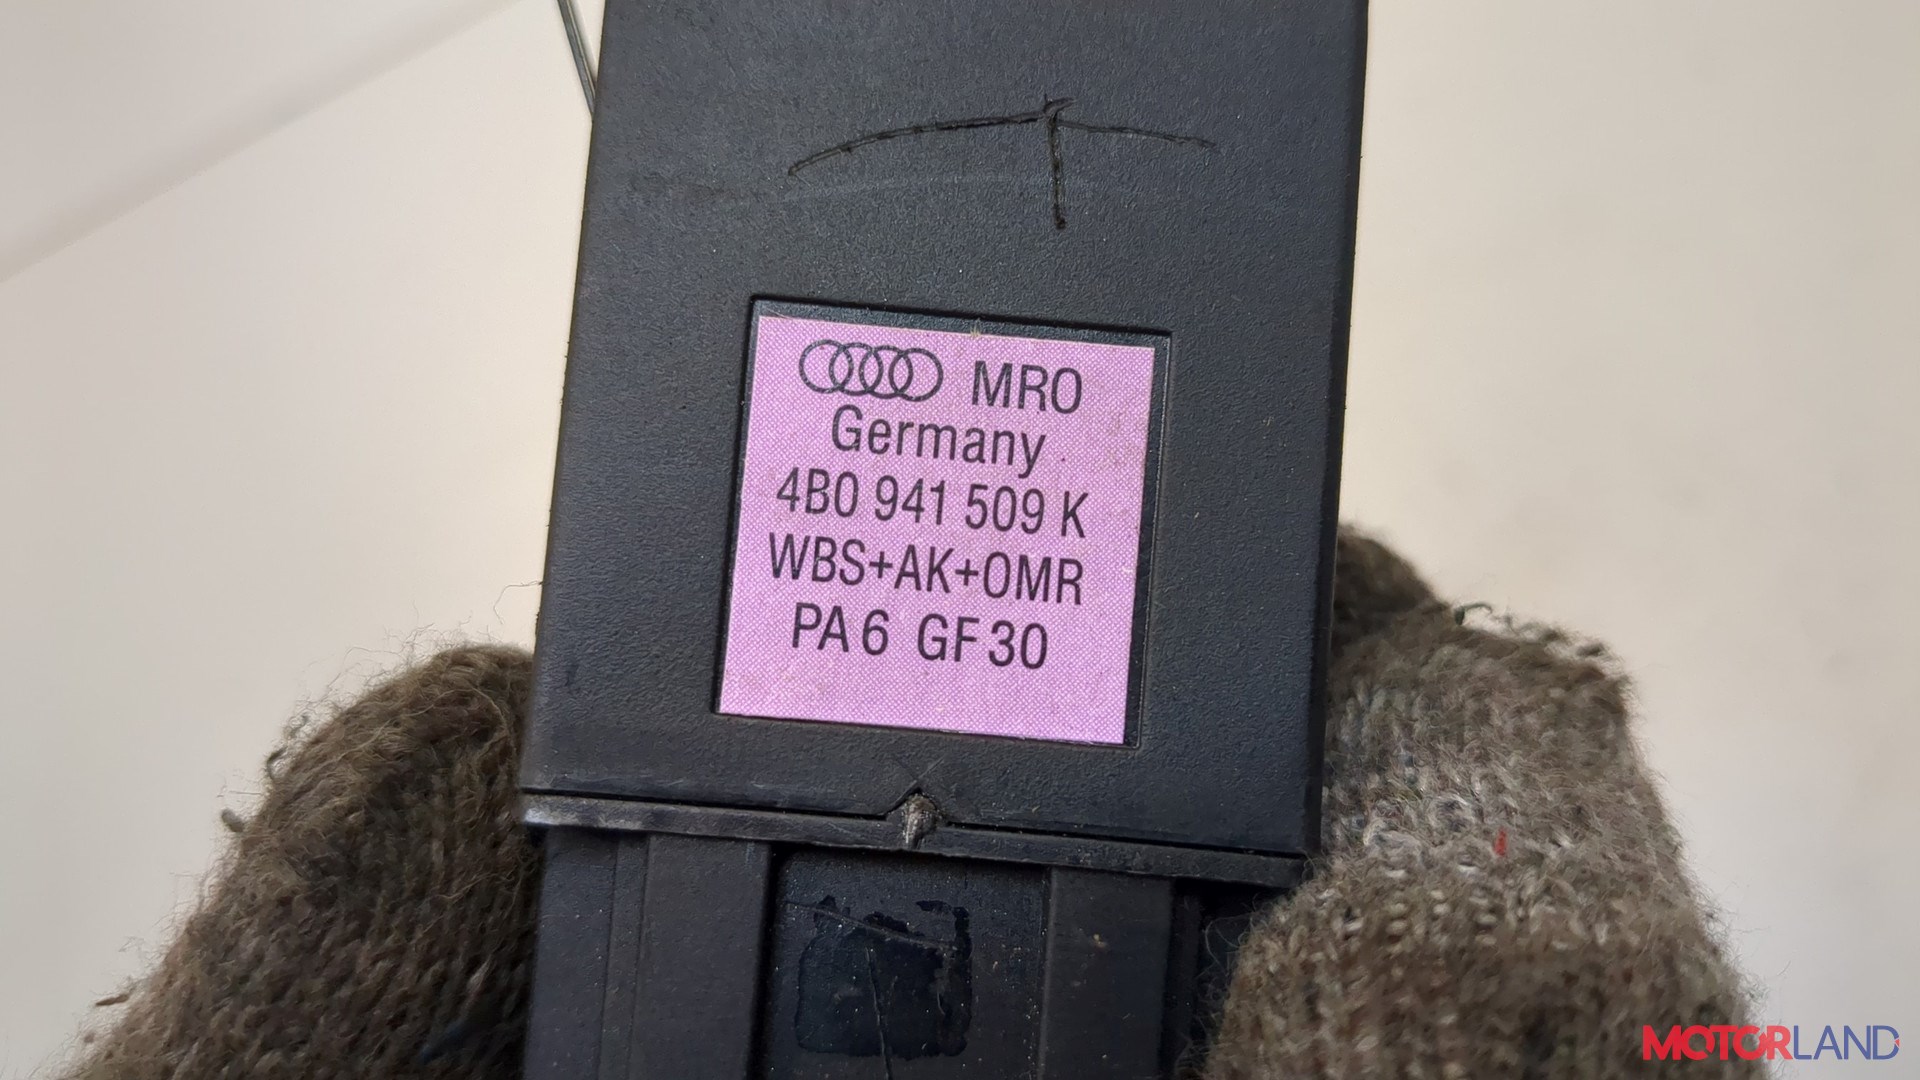 MRO
Germany
4B0 941 509 K
WBS+AK+OMR
PA6 GF30
MOTORLAND